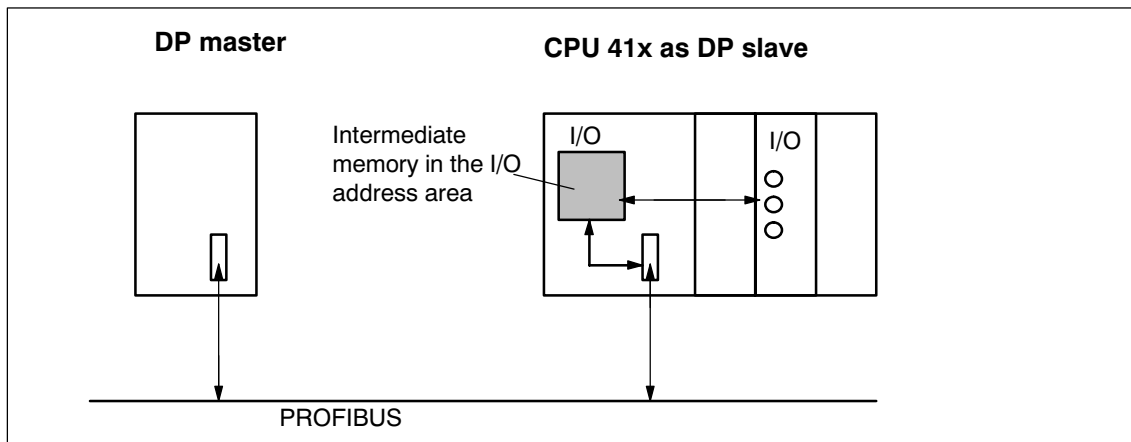 DP master
CPU 41x as DP slave
Intermediate
memory in the I/O
address area
I/O
I/O
PROFIBUS